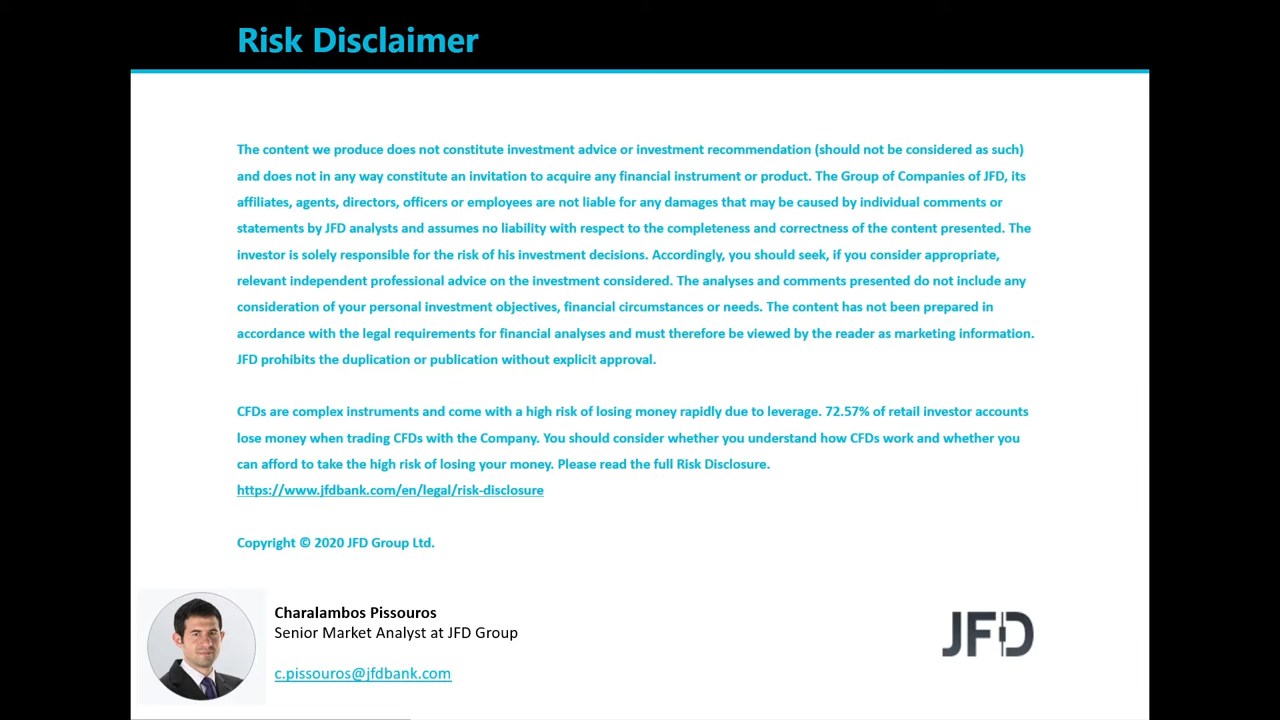 Risk Disclaimer
The content we produce does not constitute investment advice or investment recommendation (should not be considered as such)
and does not in any way constitute an invitation to acquire any financial instrument or product. The Group of Companies of JFD, its
affiliates, agents, directors, officers or employees are not liable for any damages that may be caused by individual comments or
statements by JFD analysts and assumes no liability with respect to the completeness and correctness of the content presented. The
investor is solely responsible for the risk of his investment decisions. Accordingly, you should seek, if you consider appropriate,
relevant independent professional advice on the investment considered. The analyses and comments presented do not include any
consideration of your personal investment objectives, financial circumstances or needs. The content has not been prepared in
accordance with the legal requirements for financial analyses and must therefore be viewed by the reader as marketing information.
JFD prohibits the duplication or publication without explicit approval.
CFDs are complex instruments and come with a high risk of losing money rapidly due to leverage. 72.57% of retail investor accounts
lose money when trading CFDs with the Company. You should consider whether you understand how CFDs work and whether you
can afford to take the high risk of losing your money. Please read the full Risk Disclosure.
https://www.jfdbank.com/en/legal/risk-disclosure
Copyright © 2020 JFD Group Ltd.
Charalambos Pissouros
Senior Market Analyst at JFD Group
c.pissouros@jfdbank.com
JFD